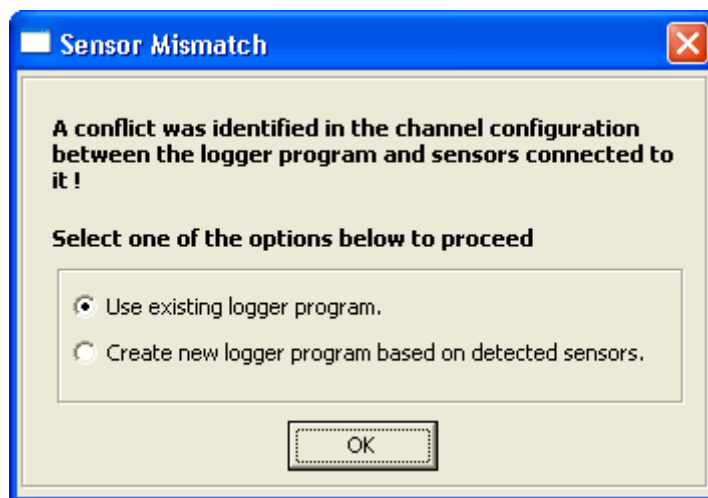 Sensor Mismatch
A conflict was identified in the channel configuration
between the logger program and sensors connected to
it !
Select one of the options below to proceed
Use existing logger program.
Create new logger program based on detected sensors.
OK